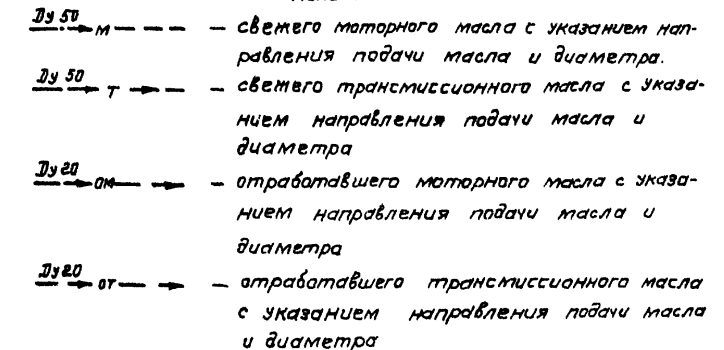 Ду 50
М — свежего моторного масла с указанием нап-
равления подачи масла и диаметра.
Ду 50
Т — свежего трансмиссионного масла с указа-
нием направления подачи масла и
диаметра
Ду 20
ОМ — отработавшего моторного масла с указа-
нием направления подачи масла и
диаметра
Ду 20
ОТ — отработавшего трансмиссионного масла
с указанием направления подачи масла
и диаметра